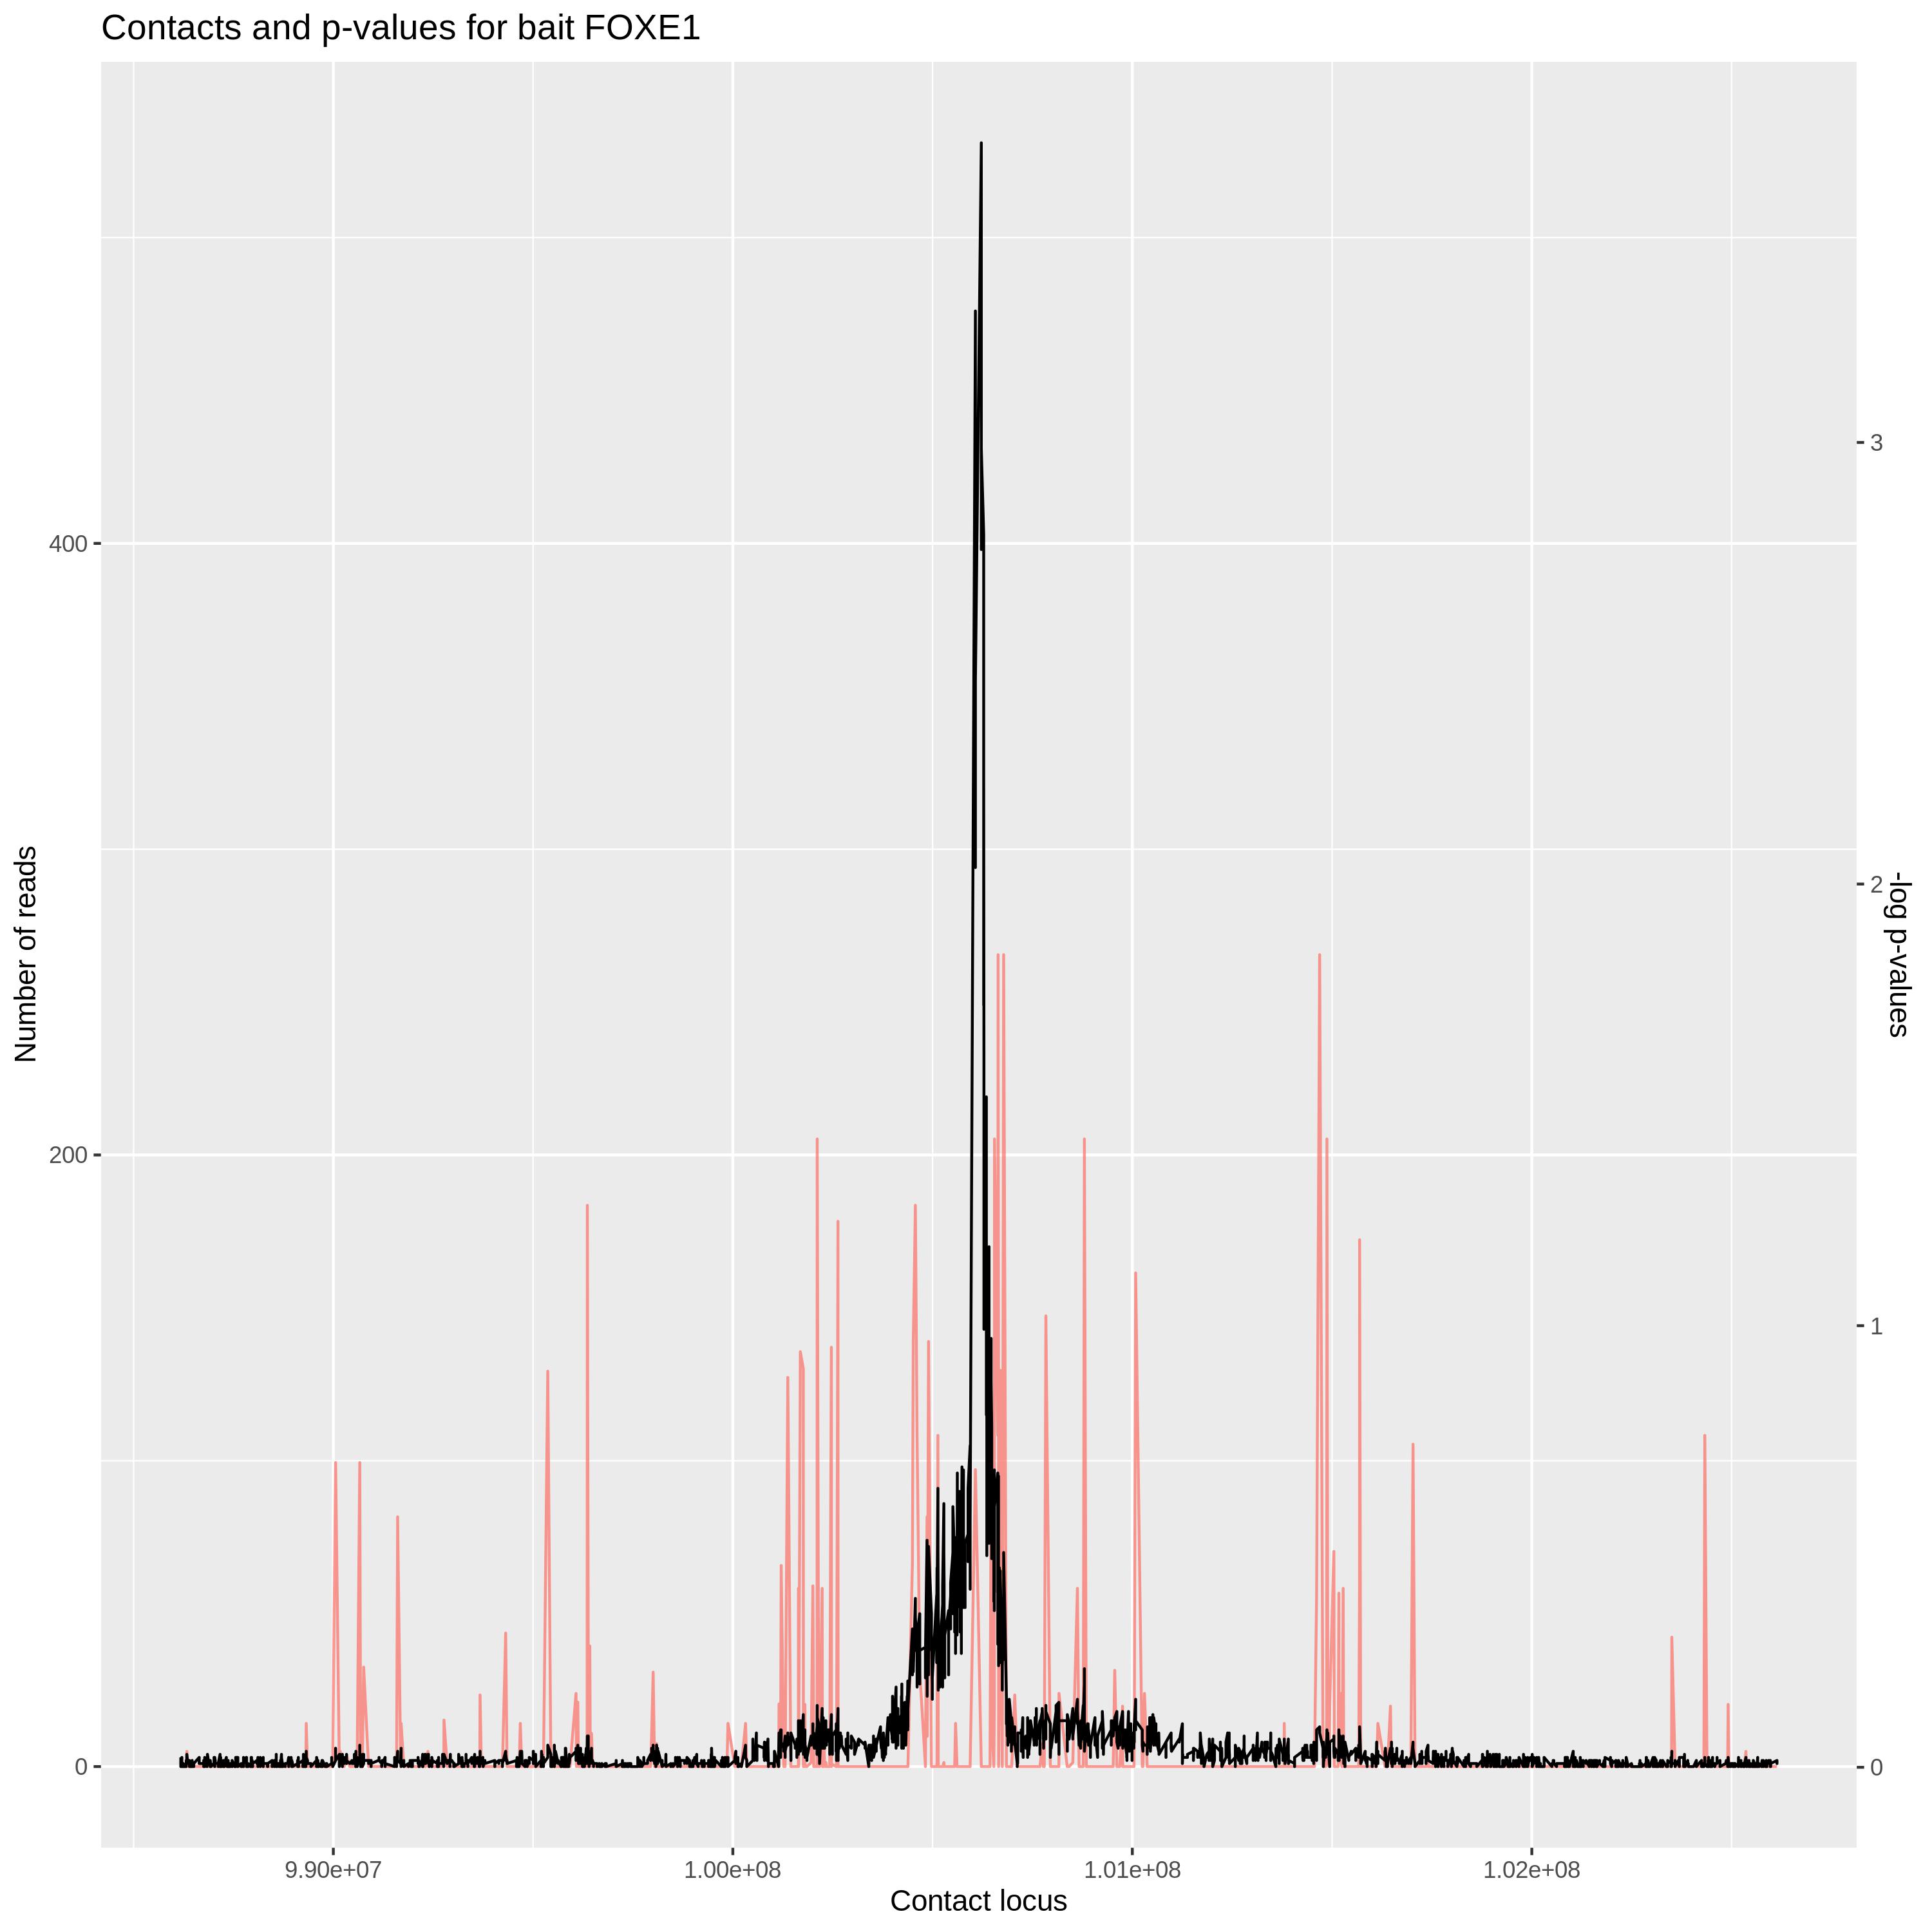 Contacts and p-values for bait FOXE1
Number of reads
400
200
0
3
2
1
0
-log p-values
9.90e+07
1.00e+08
1.01e+08
1.02e+08
Contact locus